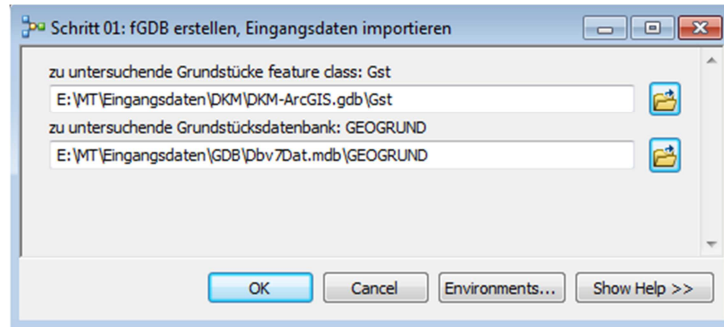 Schritt 01: fGDB erstellen, Eingangsdaten importieren
zu untersuchende Grundstücke feature class: Gst
E:\MT\Eingangsdaten\DKM\DKM-ArcGIS.gdb\Gst
zu untersuchende Grundstücksdatenbank: GEOGRUND
E:\MT\Eingangsdaten\GDB\Dbv7Dat.mdb\GEOGRUND
OK Cancel Environments... Show Help >>